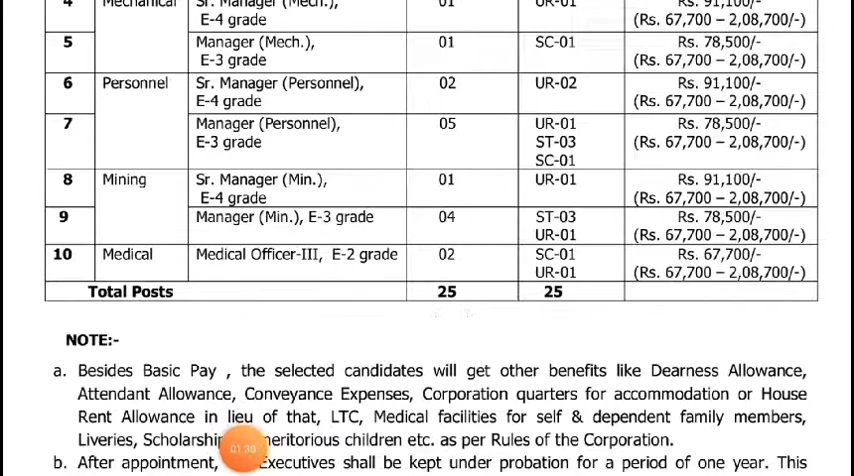 4 Mechanical Sr. Manager (Mech.), 01 UR-01 Rs. 91,100/-
E-4 grade (Rs. 67,700 – 2,08,700/-)
5 Manager (Mech.), 01 SC-01 Rs. 78,500/-
E-3 grade (Rs. 67,700 – 2,08,700/-)
6 Personnel Sr. Manager (Personnel), 02 UR-02 Rs. 91,100/-
E-4 grade (Rs. 67,700 – 2,08,700/-)
7 Manager (Personnel), 05 UR-01 Rs. 78,500/-
E-3 grade ST-03 (Rs. 67,700 – 2,08,700/-)
SC-01
8 Mining Sr. Manager (Min.), 01 UR-01 Rs. 91,100/-
E-4 grade (Rs. 67,700 – 2,08,700/-)
9 Manager (Min.), E-3 grade 04 ST-03 Rs. 78,500/-
UR-01 (Rs. 67,700 – 2,08,700/-)
10 Medical Medical Officer-III, E-2 grade 02 SC-01 Rs. 67,700/-
UR-01 (Rs. 67,700 – 2,08,700/-)
Total Posts 25 25
NOTE:-
a. Besides Basic Pay , the selected candidates will get other benefits like Dearness Allowance,
Attendant Allowance, Conveyance Expenses, Corporation quarters for accommodation or House
Rent Allowance in lieu of that, LTC, Medical facilities for self & dependent family members,
Liveries, Scholarship 01:30 meritorious children etc. as per Rules of the Corporation.
b. After appointment, Executives shall be kept under probation for a period of one year. This